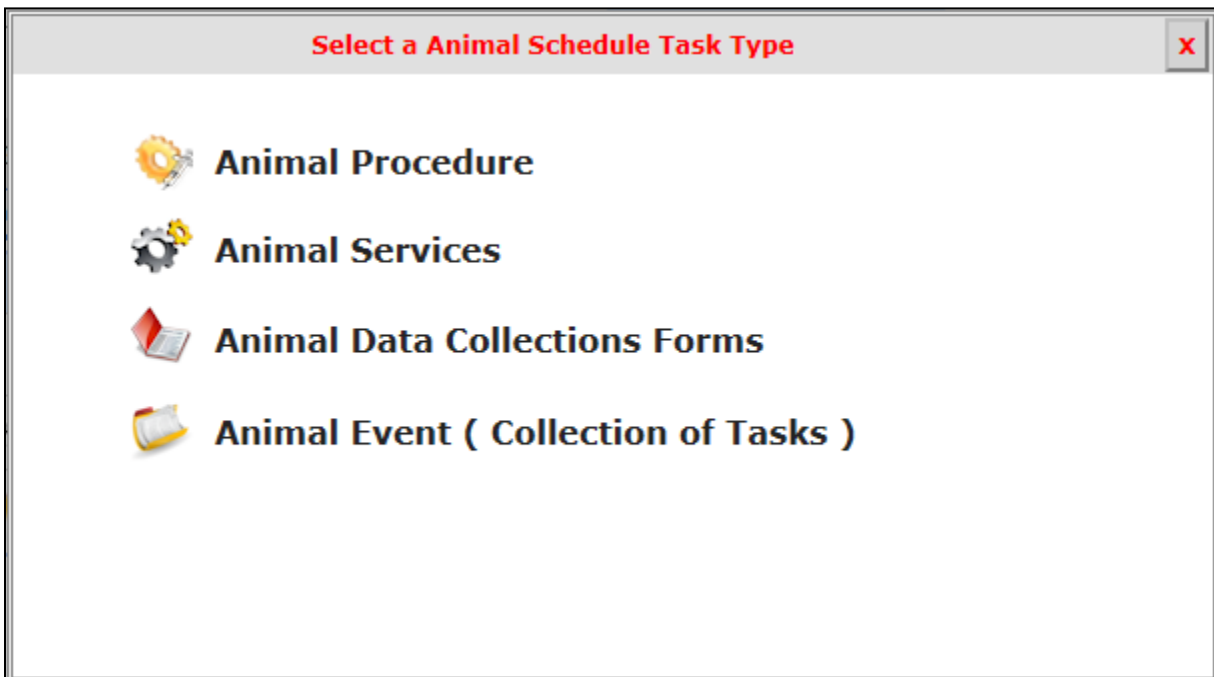 Select a Animal Schedule Task Type
x
Animal Procedure
Animal Services
Animal Data Collections Forms
Animal Event ( Collection of Tasks )